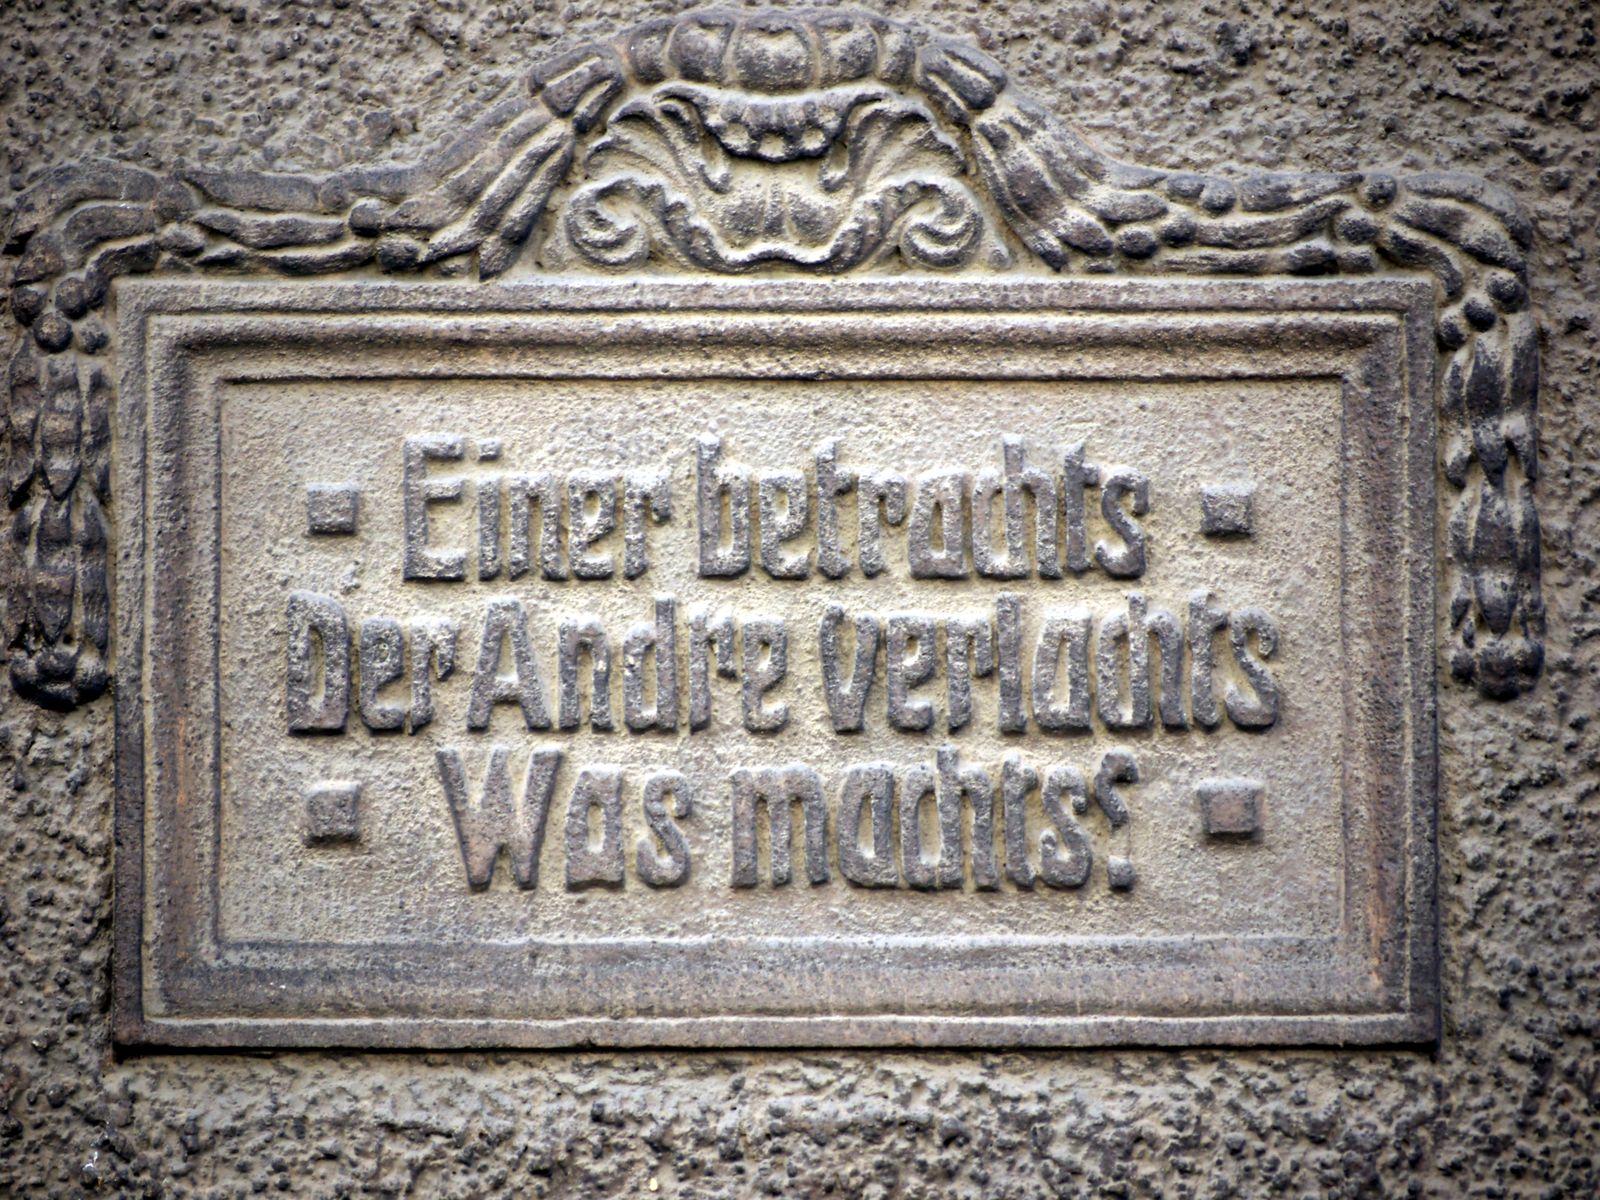 Einer betrachts
Der Andre verlachts
Was machts?